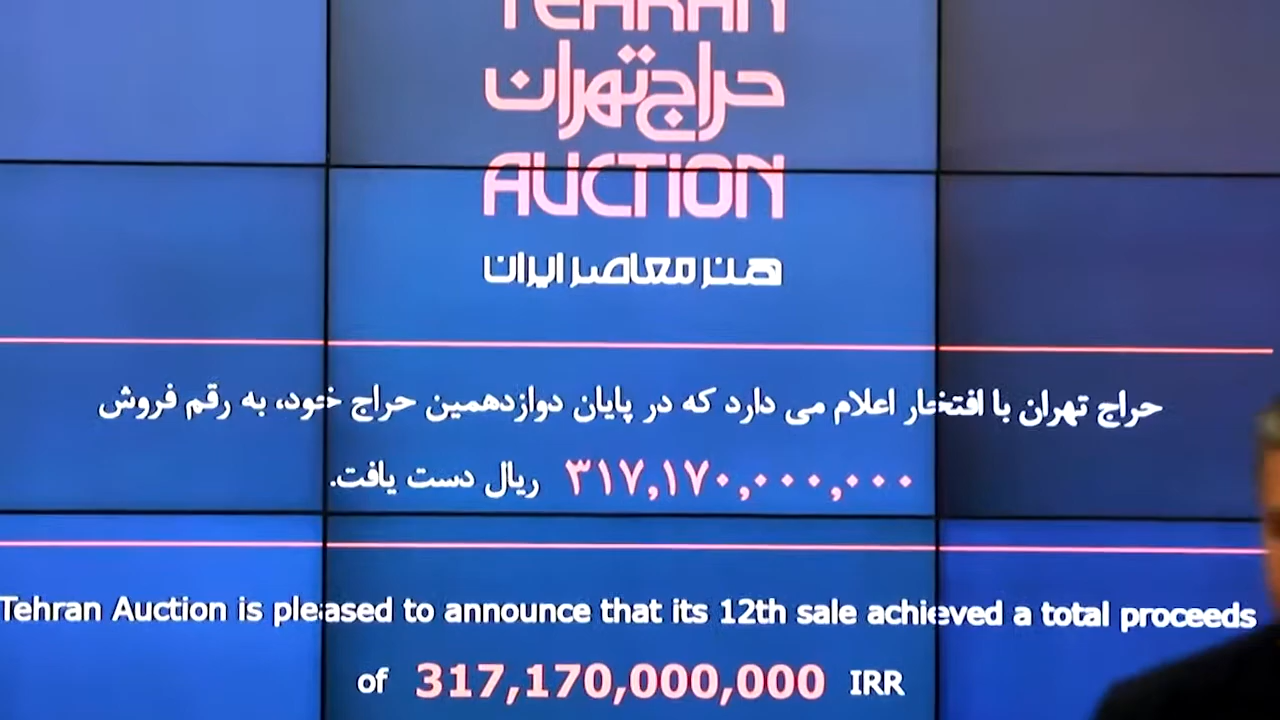 TEHRAN
حراج تهران
AUCTION
هنر معاصر ایران
حراج تهران با افتخار اعلام می دارد که در پایان دوازدهمین حراج خود، به رقم فروش
۳۱۷,۱۷۰,۰۰۰,۰۰۰ ریال دست یافت.
Tehran Auction is pleased to announce that its 12th sale achieved a total proceeds
of 317,170,000,000 IRR